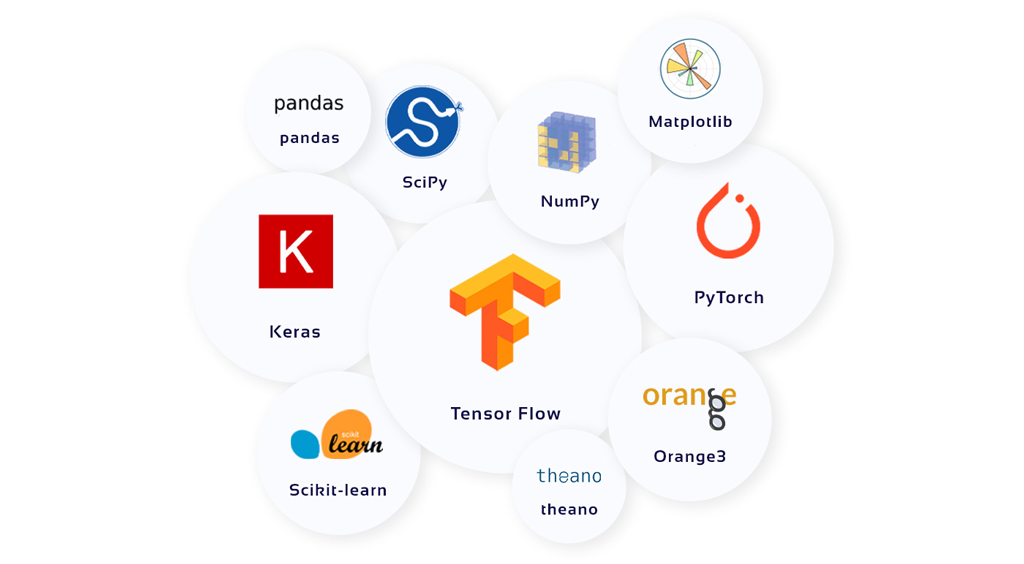 pandas
pandas
SciPy
NumPy
Matplotlib
K
Keras
Tensor Flow
PyTorch
scikit
learn
Scikit-learn
orange
Orange3
theano
theano